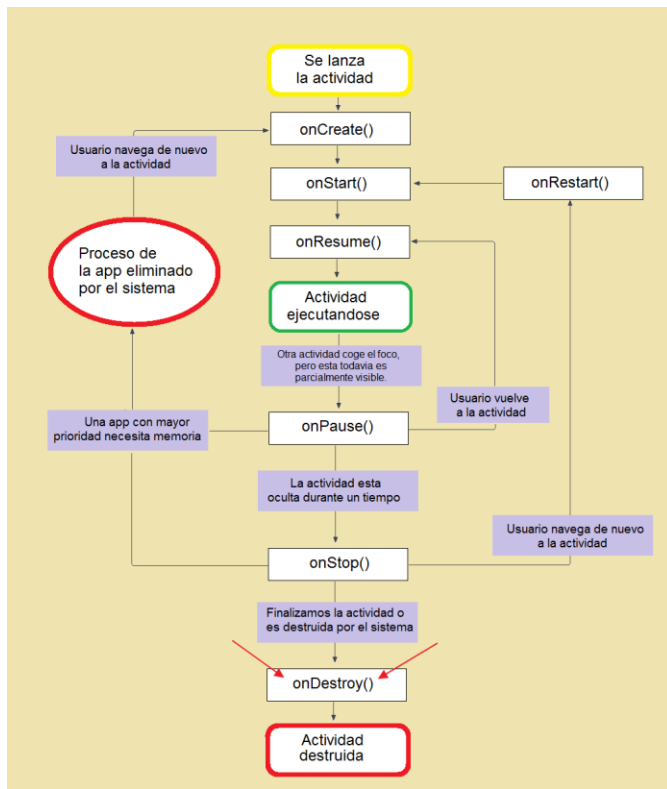 Se lanza
la actividad
onCreate()
Usuario navega de nuevo
a la actividad
onStart()
onRestart()
onResume()
Proceso de
la app eliminado
por el sistema
Actividad
ejecutandose
Otra actividad coge el foco,
pero esta todavia es
parcialmente visible.
Usuario vuelve
a la actividad
Una app con mayor
prioridad necesita memoria
onPause()
La actividad esta
oculta durante un tiempo
Usuario navega de nuevo
a la actividad
onStop()
Finalizamos la actividad o
es destruida por el sistema
onDestroy()
Actividad
destruida